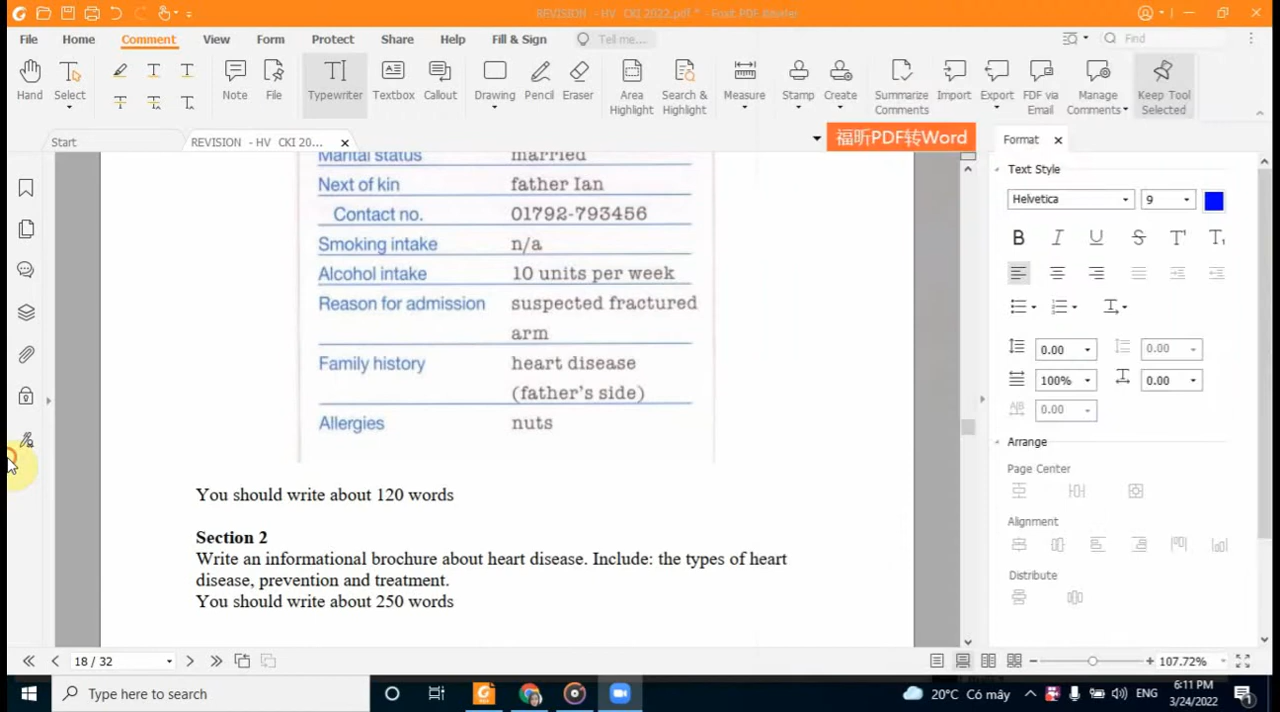 REVISION - HV CKI 2022.pdf * - Foxit PDF Reader
File Home Comment View Form Protect Share Help Fill & Sign Tell me... Find
Hand Select Note File Typewriter Textbox Callout Drawing Pencil Eraser Area Highlight Search & Highlight Measure Stamp Create Summarize Comments Import Export FDF via Email Manage Comments Keep Tool Selected
Start REVISION - HV CKI 20... 福昕PDF转Word Format
Marital status married
Next of kin father Ian
Contact no. 01792-793456
Smoking intake n/a
Alcohol intake 10 units per week
Reason for admission suspected fractured
arm
Family history heart disease
(father's side)
Allergies nuts
You should write about 120 words
Section 2
Write an informational brochure about heart disease. Include: the types of heart
disease, prevention and treatment.
You should write about 250 words
Text Style
Helvetica 9
B I U S T T
0.00 0.00
100% 0.00
0.00
Arrange
Page Center
Alignment
Distribute
18 / 32 107.72%
Type here to search 20°C Có mây ENG 6:11 PM
3/24/2022